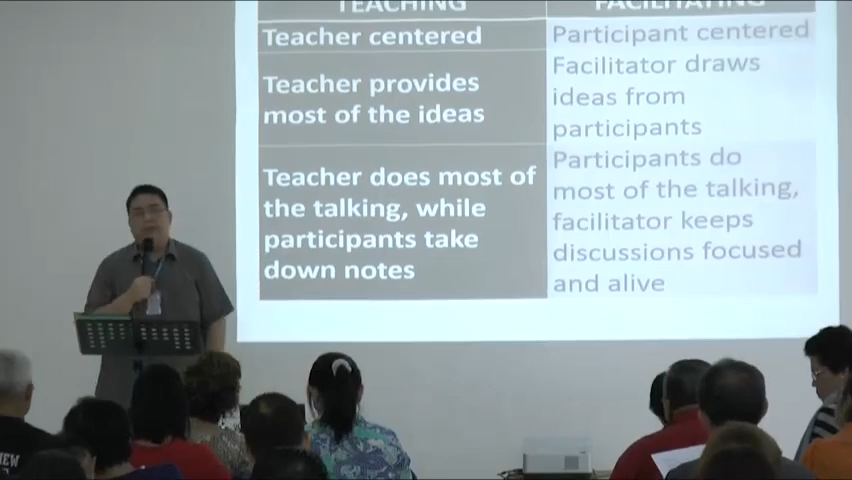 TEACHING
FACILITATING
Teacher centered
Participant centered
Teacher provides
most of the ideas
Facilitator draws
ideas from
participants
Teacher does most of
the talking, while
participants take
down notes
Participants do
most of the talking,
facilitator keeps
discussions focused
and alive